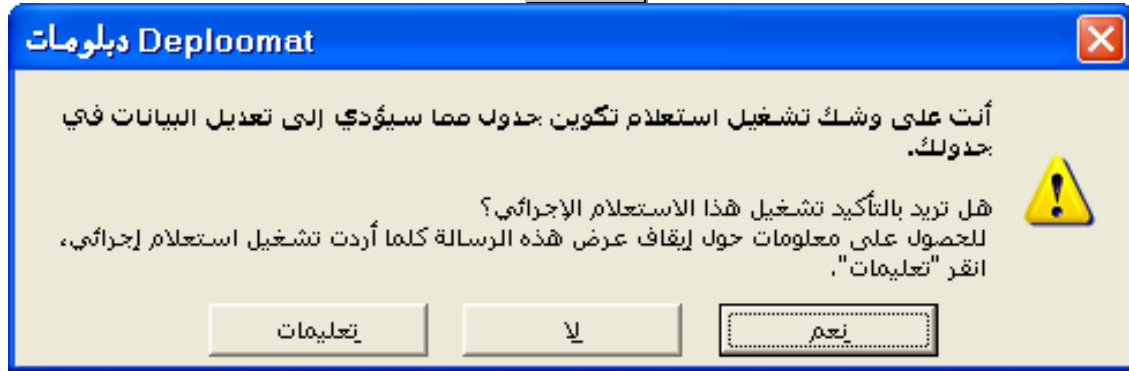 دبلومات Deploomat
أنت على وشك تشغيل استعلام تكوين جدول مما سيؤدي إلى تعديل البيانات في
جدولك.
هل تريد بالتأكيد تشغيل هذا الاستعلام الإجرائي؟
للحصول على معلومات حول إيقاف عرض هذه الرسالة كلما أردت تشغيل استعلام إجرائي،
انقر "تعليمات".
نعم
لا
تعليمات